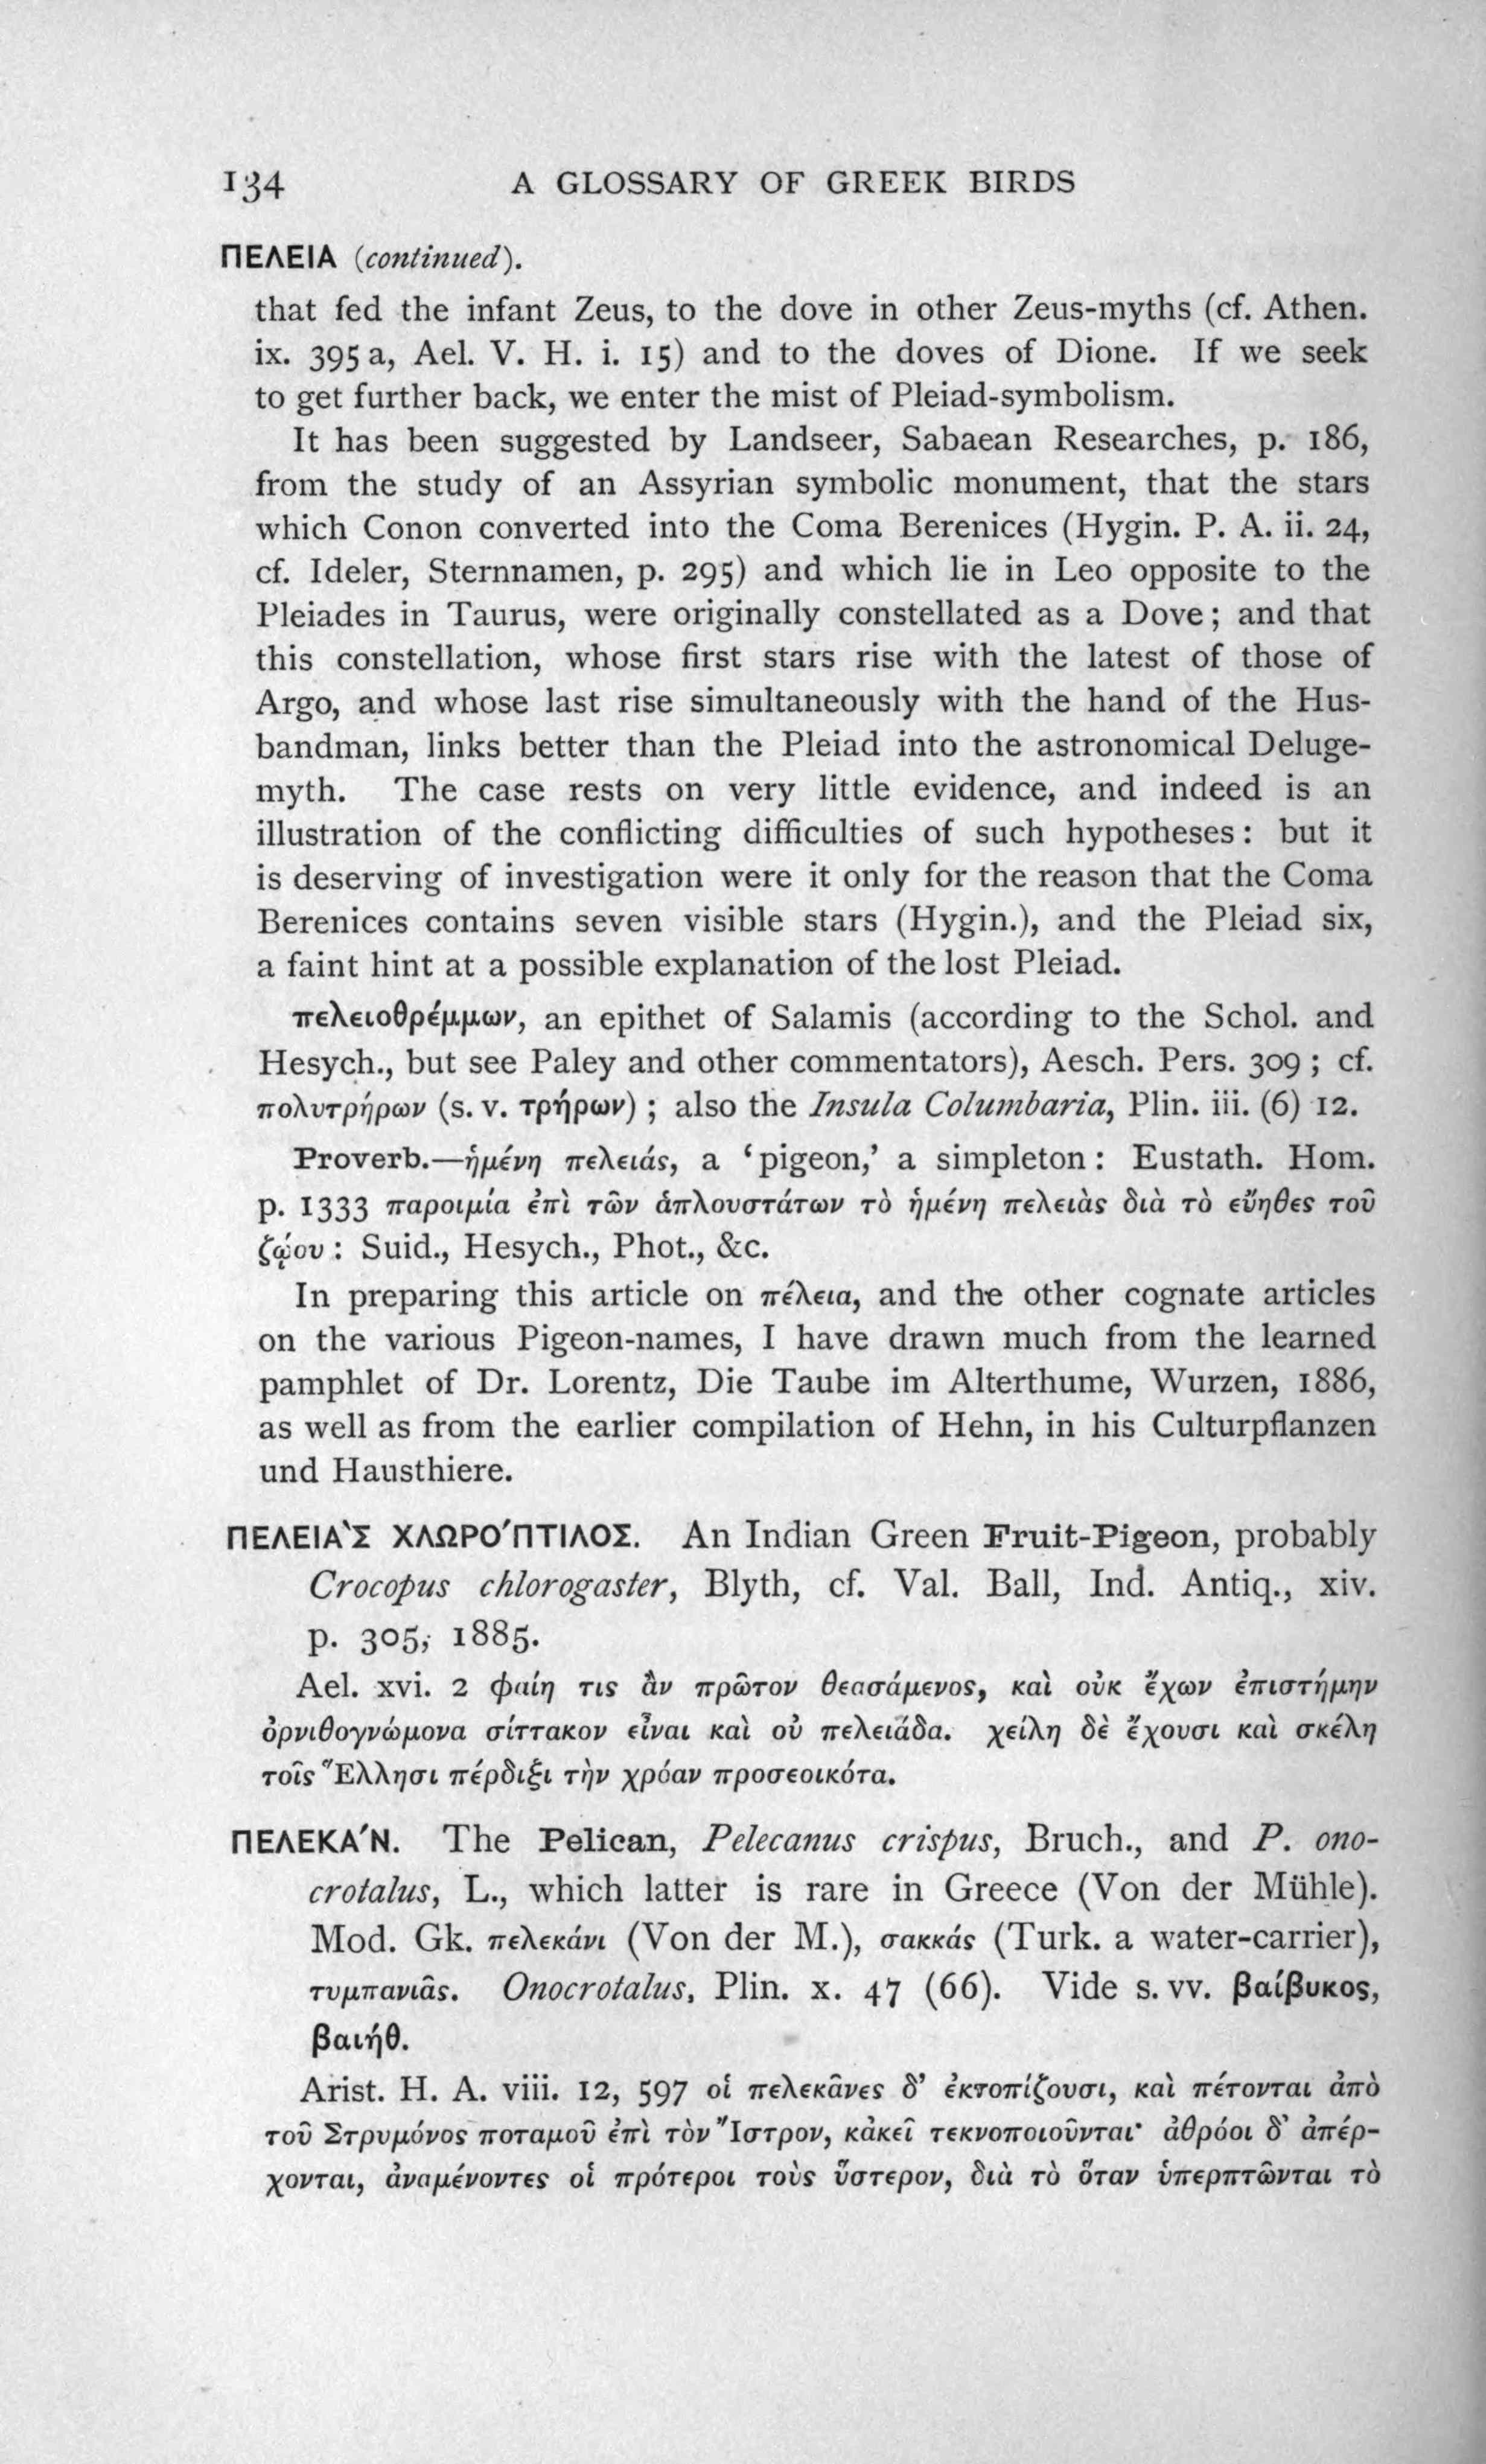 134 A GLOSSARY OF GREEK BIRDS
ΠΕΛΕΙΑ (continued).
that fed the infant Zeus, to the dove in other Zeus-myths (cf. Athen.
ix. 395 a, Ael. V. H. i. 15) and to the doves of Dione. If we seek
to get further back, we enter the mist of Pleiad-symbolism.
It has been suggested by Landseer, Sabaean Researches, p. 186,
from the study of an Assyrian symbolic monument, that the stars
which Conon converted into the Coma Berenices (Hygin. P. A. ii. 24,
cf. Ideler, Sternnamen, p. 295) and which lie in Leo opposite to the
Pleiades in Taurus, were originally constellated as a Dove; and that
this constellation, whose first stars rise with the latest of those of
Argo, and whose last rise simultaneously with the hand of the Hus-
bandman, links better than the Pleiad into the astronomical Deluge-
myth. The case rests on very little evidence, and indeed is an
illustration of the conflicting difficulties of such hypotheses: but it
is deserving of investigation were it only for the reason that the Coma
Berenices contains seven visible stars (Hygin.), and the Pleiad six,
a faint hint at a possible explanation of the lost Pleiad.
πελειοθρέμμων, an epithet of Salamis (according to the Schol. and
Hesych., but see Paley and other commentators), Aesch. Pers. 309; cf.
πολυτρήρων (s. v. τρήρων); also the Insula Columbaria, Plin. iii. (6) 12.
Proverb.—ἡμένη πελειάς, a ‘pigeon,’ a simpleton: Eustath. Hom.
p. 1333 παροιμία ἐπὶ τῶν ἁπλουστάτων τὸ ἡμένη πελειὰς διὰ τὸ εὔηθες τοῦ
ζῴου: Suid., Hesych., Phot., &c.
In preparing this article on πέλεια, and the other cognate articles
on the various Pigeon-names, I have drawn much from the learned
pamphlet of Dr. Lorentz, Die Taube im Alterthume, Wurzen, 1886,
as well as from the earlier compilation of Hehn, in his Culturpflanzen
und Hausthiere.
ΠΕΛΕΙΑ`Σ ΧΛΩΡΟ´ΠΤΙΛΟΣ. An Indian Green Fruit-Pigeon, probably
Crocopus chlorogaster, Blyth, cf. Val. Ball, Ind. Antiq., xiv.
p. 305, 1885.
Ael. xvi. 2 φαίη τις ἂν πρῶτον θεασάμενος, καὶ οὐκ ἔχων ἐπιστήμην
ὀρνιθογνώμονα σίττακον εἶναι καὶ οὐ πελειάδα. χείλη δὲ ἔχουσι καὶ σκέλη
τοῖς Ἕλλησι πέρδιξι τὴν χρόαν προσεοικότα.
ΠΕΛΕΚΑ´Ν. The Pelican, Pelecanus crispus, Bruch., and P. ono-
crotalus, L., which latter is rare in Greece (Von der Mühle).
Mod. Gk. πελεκάνι (Von der M.), σακκάς (Turk. a water-carrier),
τυμπανιᾶς. Onocrotalus, Plin. x. 47 (66). Vide s. vv. βαίβυκος,
βαιήθ.
Arist. H. A. viii. 12, 597 οἱ πελεκᾶνες δ’ ἐκτοπίζουσι, καὶ πέτονται ἀπὸ
τοῦ Στρυμόνος ποταμοῦ ἐπὶ τὸν Ἴστρον, κἀκεῖ τεκνοποιοῦνται· ἀθρόοι δ’ ἀπέρ-
χονται, ἀναμένοντες οἱ πρότεροι τοὺς ὕστερον, διὰ τὸ ὅταν ὑπερπτῶνται τὸ